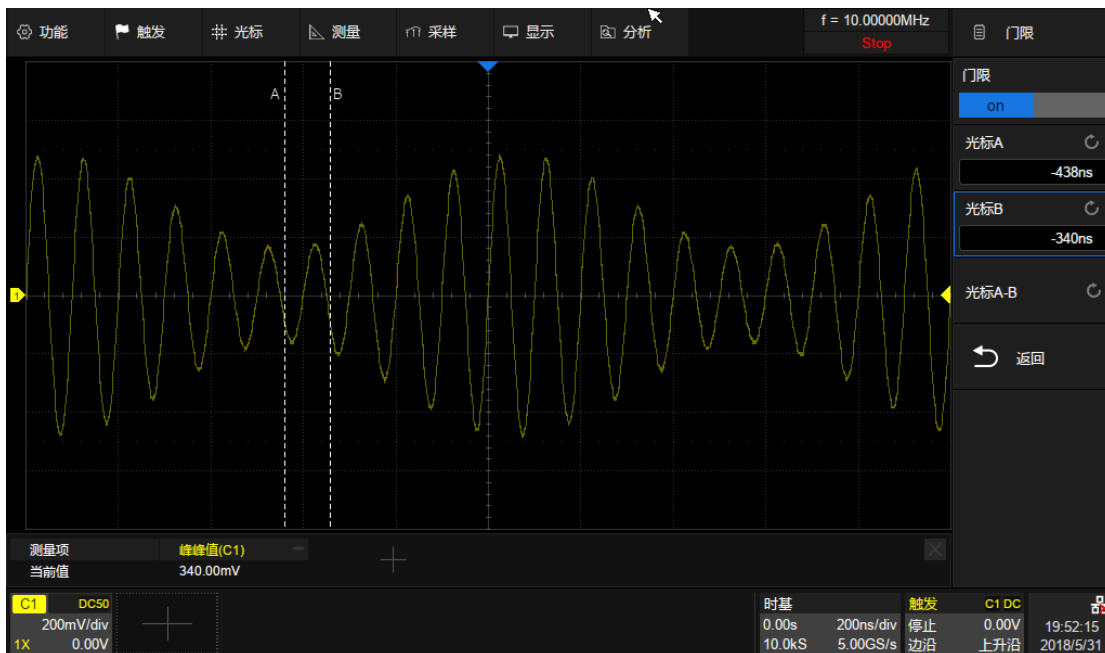 功能 触发 光标 测量 采样 显示 分析
f = 10.00000MHz
Stop
门限
门限
on
光标A
-438ns
光标B
-340ns
光标A-B
返回
A B
1
测量项 峰峰值(C1)
当前值 340.00mV
C1 DC50
200mV/div
1X 0.00V
时基
0.00s 200ns/div
10.0kS 5.00GS/s
触发 C1 DC
停止 0.00V
边沿 上升沿
19:52:15
2018/5/31